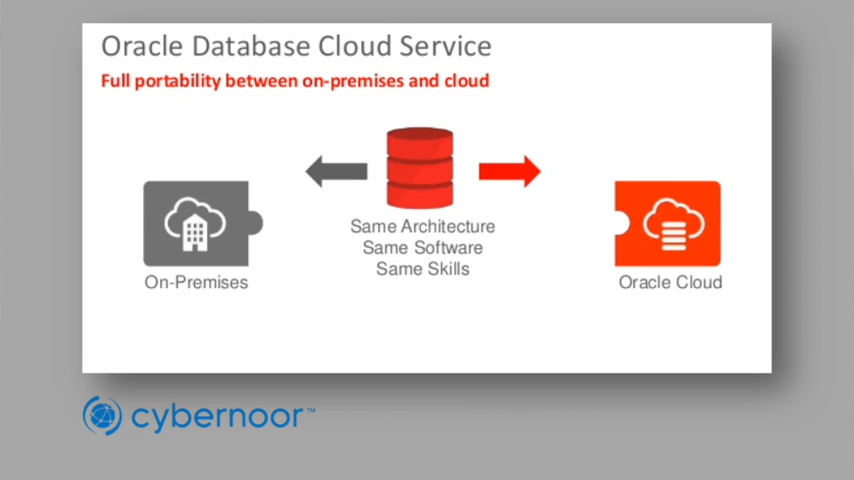 Oracle Database Cloud Service
Full portability between on-premises and cloud
Same Architecture
Same Software
Same Skills
On-Premises
Oracle Cloud
cybernoor™